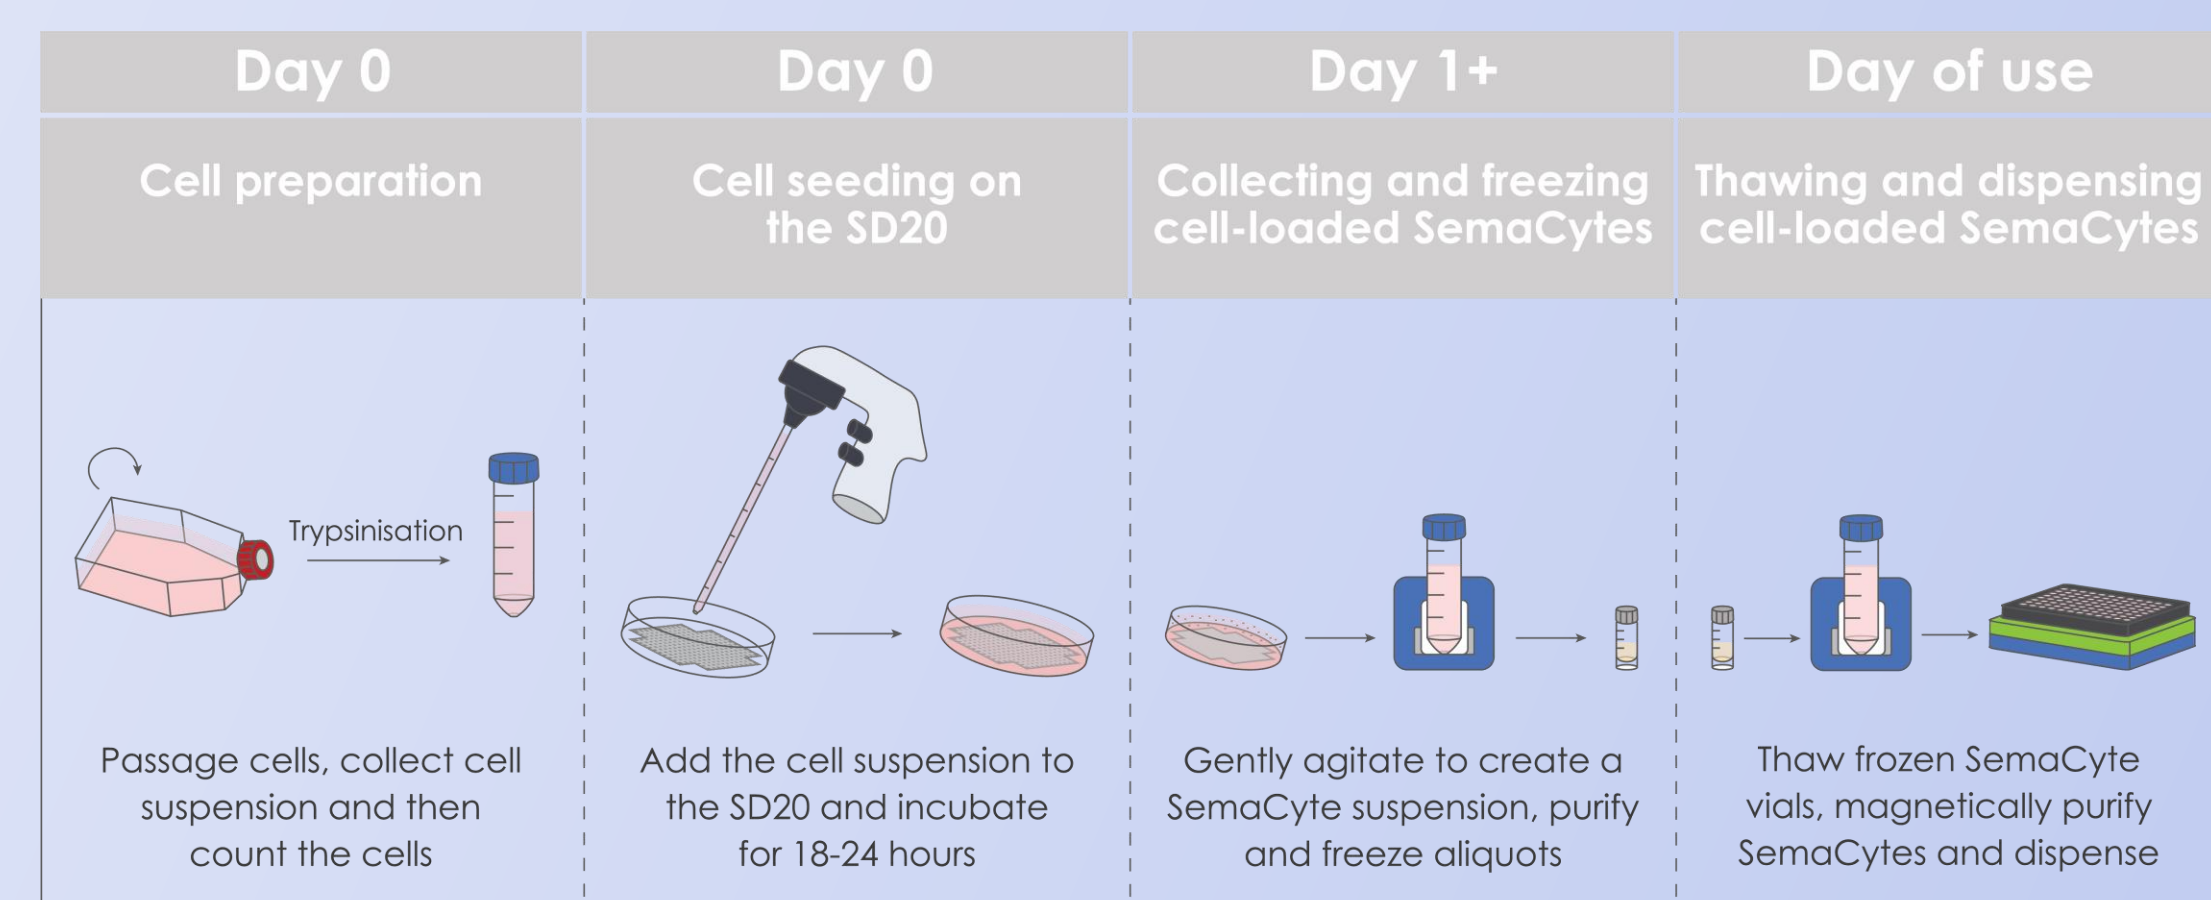 Day 0
Day 0
Day 1+
Day of use
Cell preparation
Cell seeding on
the SD20
Collecting and freezing
cell-loaded SemaCytes
Thawing and dispensing
cell-loaded SemaCytes
Trypsinisation
Passage cells, collect cell
suspension and then
count the cells
Add the cell suspension to
the SD20 and incubate
for 18-24 hours
Gently agitate to create a
SemaCyte suspension, purify
and freeze aliquots
Thaw frozen SemaCyte
vials, magnetically purify
SemaCytes and dispense